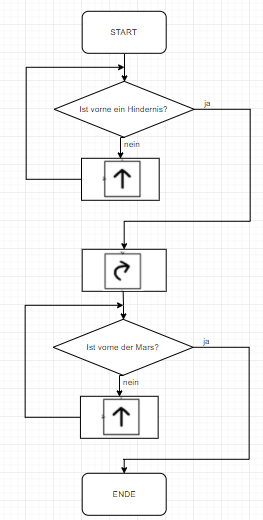 START
Ist vorne ein Hindernis?
ja
nein
Ist vorne der Mars?
ja
nein
ENDE